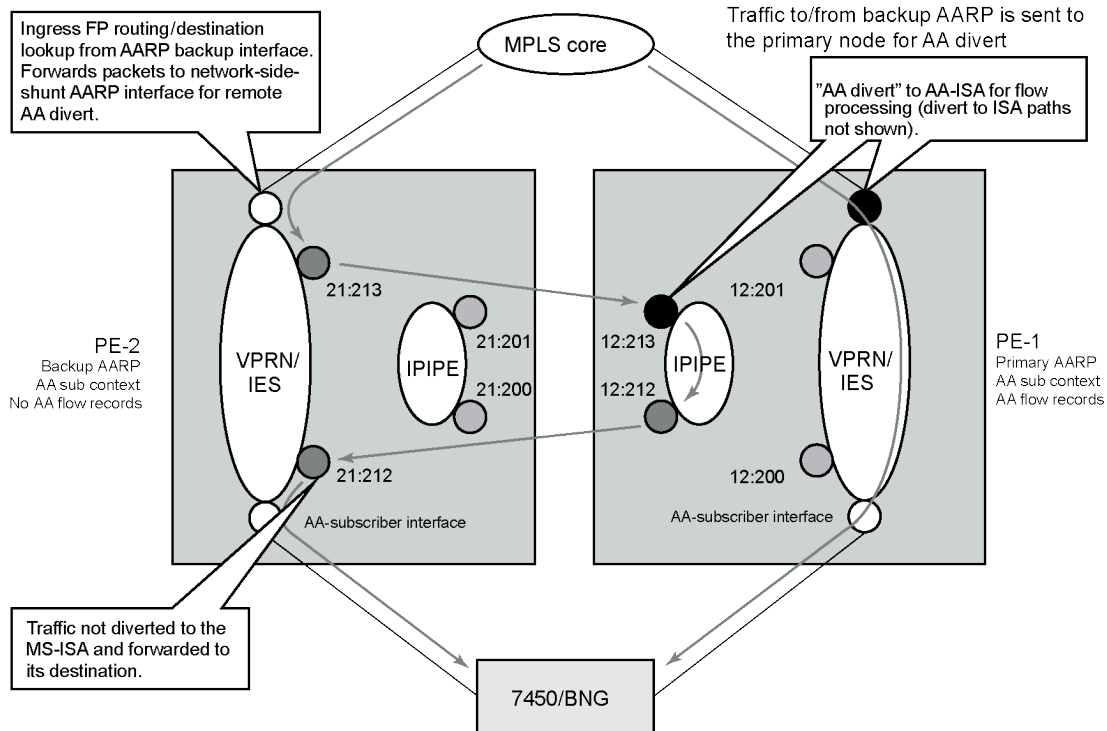 Ingress FP routing/destination
lookup from AARP backup interface.
Forwards packets to network-side-
shunt AARP interface for remote
AA divert.
MPLS core
Traffic to/from backup AARP is sent to
the primary node for AA divert
"AA divert" to AA-ISA for flow
processing (divert to ISA paths
not shown).
21:213
12:201
21:201
12:213
PE-2
Backup AARP
AA sub context
No AA flow records
VPRN/
IES
IPIPE
IPIPE
VPRN/
IES
PE-1
Primary AARP
AA sub context
AA flow records
21:200
12:212
21:212
12:200
AA-subscriber interface
AA-subscriber interface
Traffic not diverted to the
MS-ISA and forwarded to
its destination.
7450/BNG